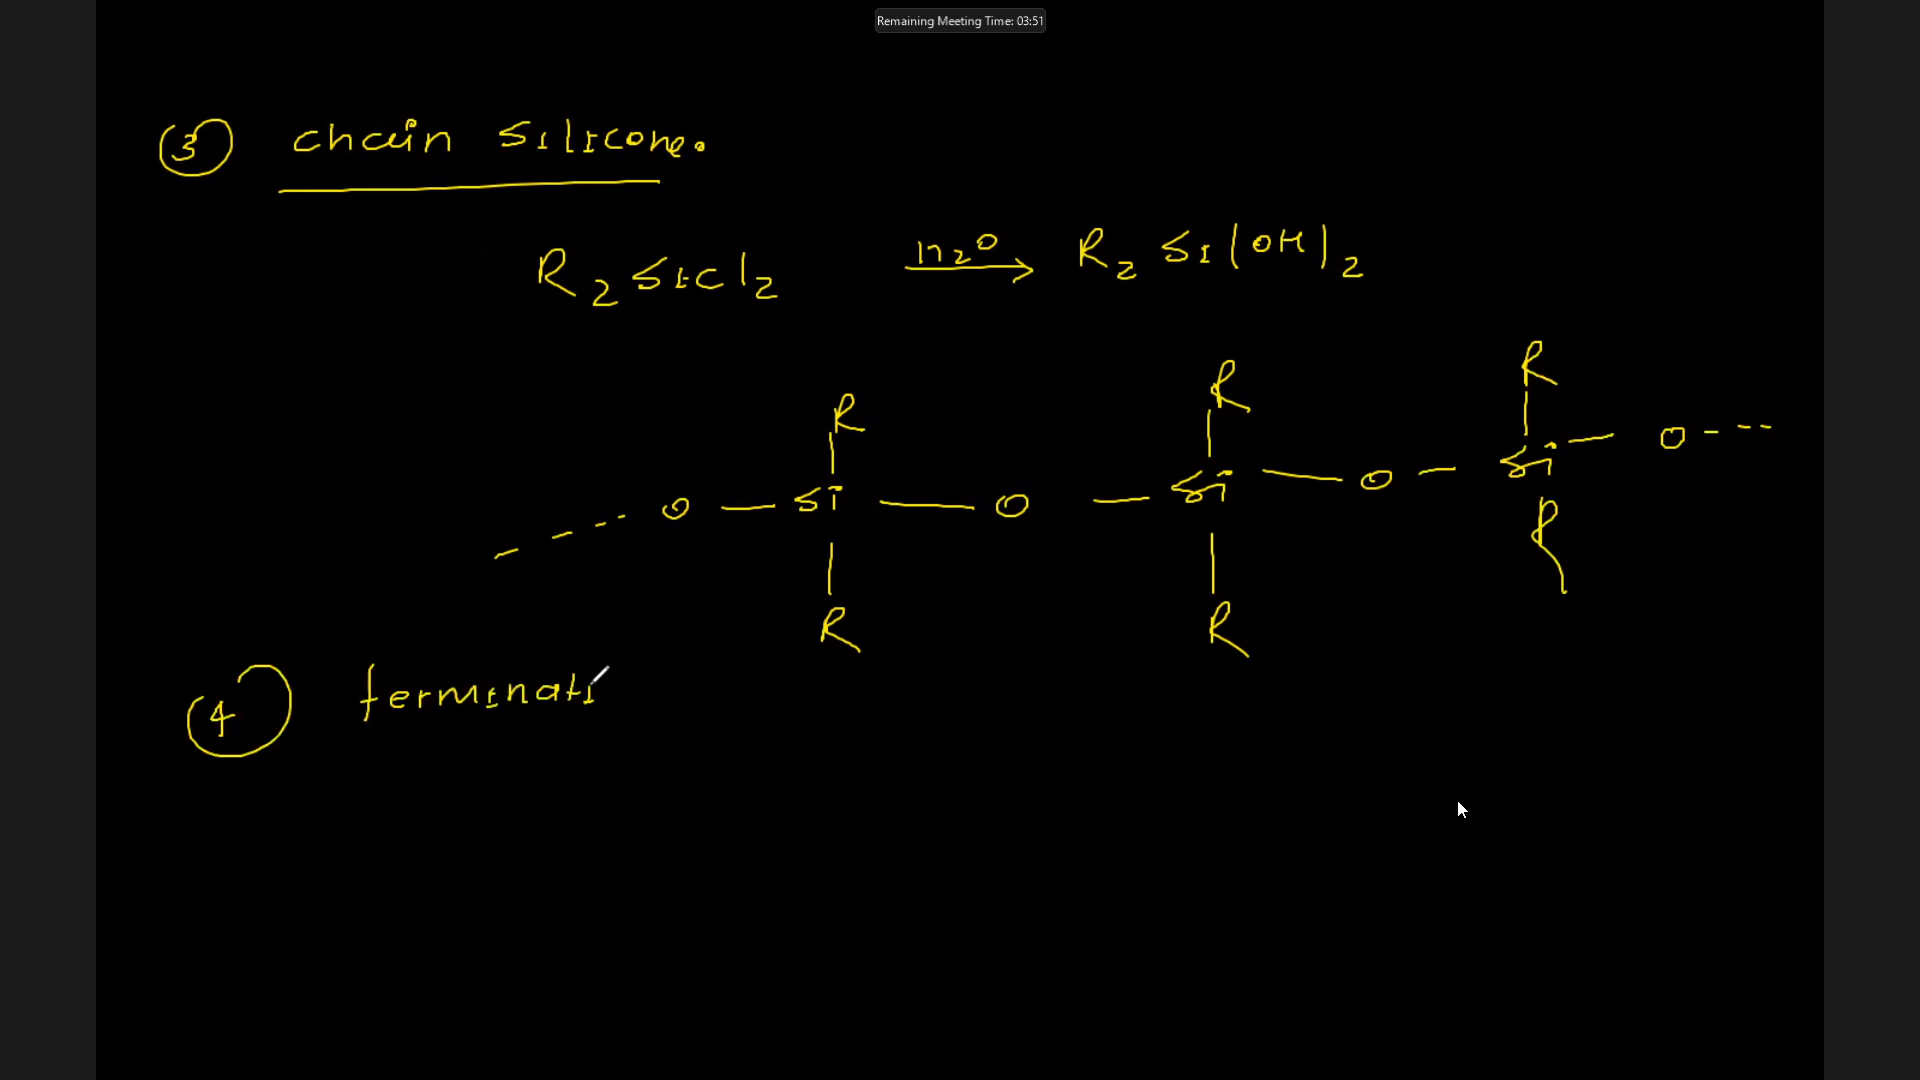 Remaining Meeting Time: 03:51
③ chain silicone.
R₂SiCl₂ H₂O→ R₂Si(OH)₂
R R R
--- O — Si — O — Si — O — Si — O ---
R R R
④ terminati